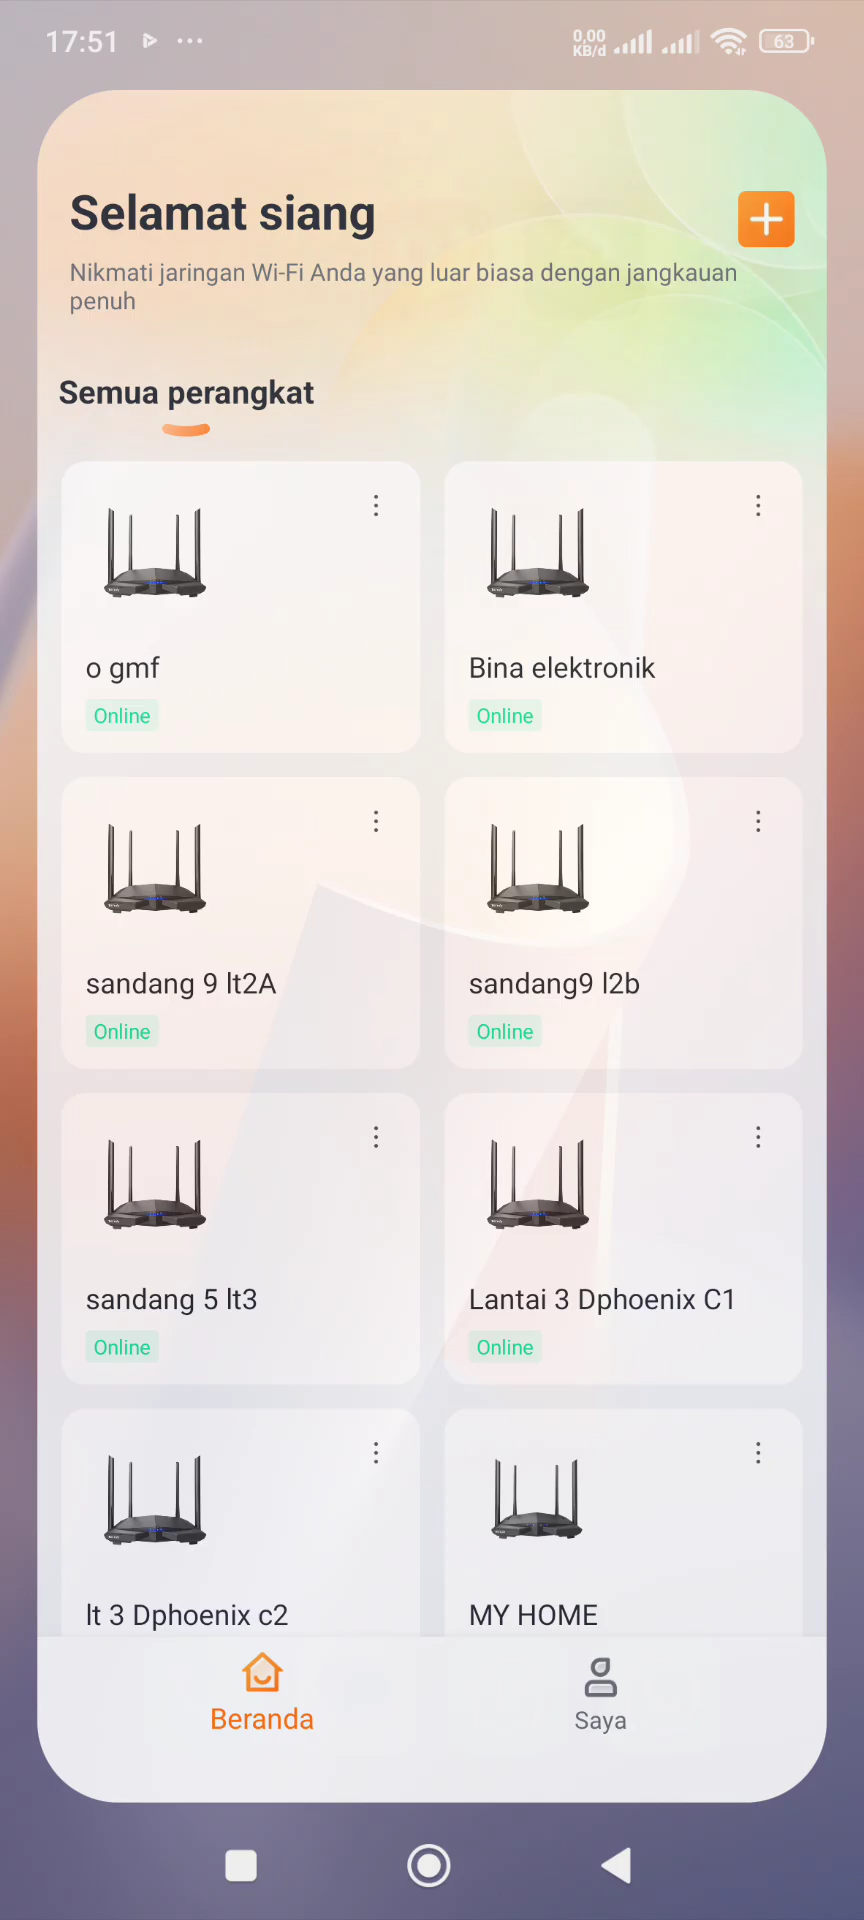 17:51
0,00
KB/d
63
Selamat siang
Nikmati jaringan Wi-Fi Anda yang luar biasa dengan jangkauan
penuh
Semua perangkat
o gmf
Online
Bina elektronik
Online
sandang 9 lt2A
Online
sandang9 l2b
Online
sandang 5 lt3
Online
Lantai 3 Dphoenix C1
Online
lt 3 Dphoenix c2
MY HOME
Beranda
Saya